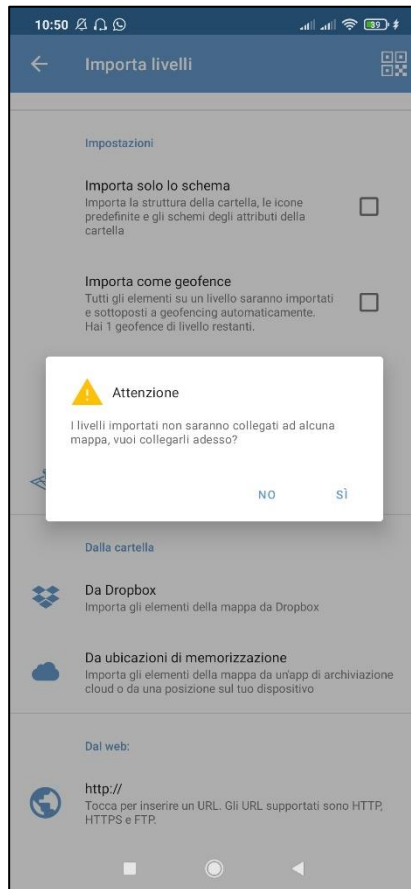 10:50
39
Importa livelli
Impostazioni
Importa solo lo schema
Importa la struttura della cartella, le icone
predefinite e gli schemi degli attributi della
cartella
Importa come geofence
Tutti gli elementi su un livello saranno importati
e sottoposti a geofencing automaticamente.
Hai 1 geofence di livello restanti.
Attenzione
I livelli importati non saranno collegati ad alcuna
mappa, vuoi collegarli adesso?
NO SÌ
Dalla cartella
Da Dropbox
Importa gli elementi della mappa da Dropbox
Da ubicazioni di memorizzazione
Importa gli elementi della mappa da un'app di archiviazione
cloud o da una posizione sul tuo dispositivo
Dal web:
http://
Tocca per inserire un URL. Gli URL supportati sono HTTP,
HTTPS e FTP.